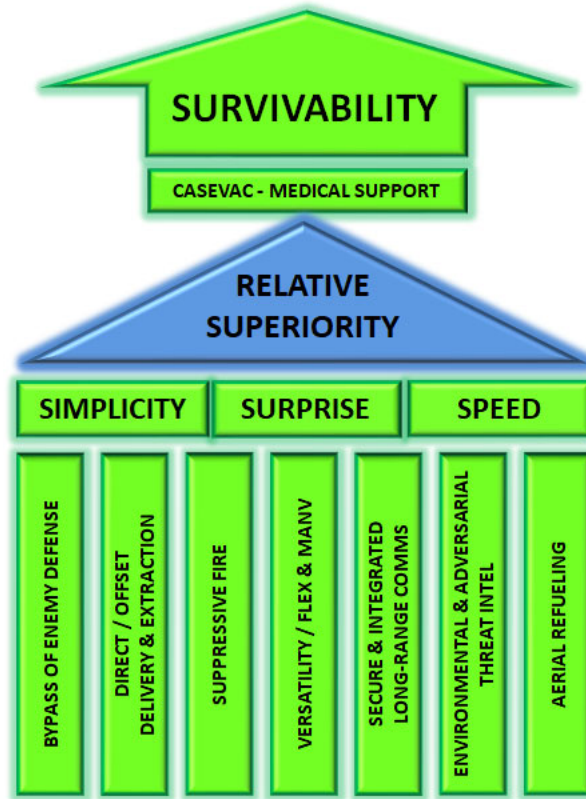 SURVIVABILITY
CASEVAC - MEDICAL SUPPORT
RELATIVE
SUPERIORITY
SIMPLICITY
SURPRISE
SPEED
BYPASS OF ENEMY DEFENSE
DIRECT / OFFSET
DELIVERY & EXTRACTION
SUPPRESSIVE FIRE
VERSATILITY / FLEX & MANV
SECURE & INTEGRATED
LONG-RANGE COMMS
ENVIRONMENTAL & ADVERSARIAL
THREAT INTEL
AERIAL REFUELING